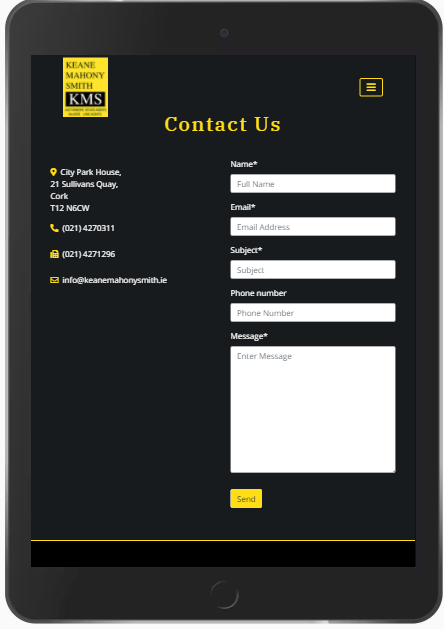 KEANE
MAHONY
SMITH
KMS
Contact Us
City Park House,
21 Sullivans Quay,
Cork
T12 N6CW
(021) 4270311
(021) 4271296
info@keanemahonysmith.ie
Name*
Full Name
Email*
Email Address
Subject*
Subject
Phone number
Phone Number
Message*
Enter Message
Send